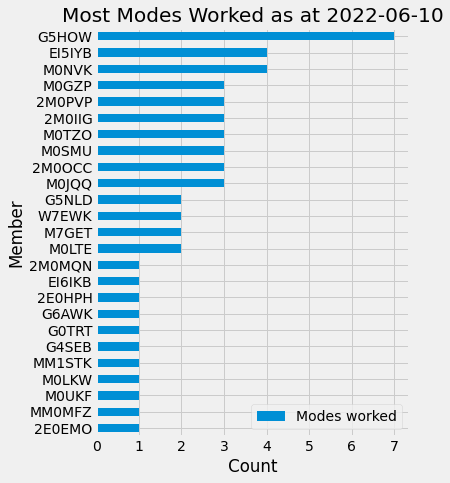 Most Modes Worked as at 2022-06-10
G5HOW
EI5IYB
M0NVK
M0GZP
2M0PVP
2M0IIG
M0TZO
M0SMU
2M0OCC
M0JQQ
G5NLD
W7EWK
M7GET
M0LTE
2M0MQN
EI6IKB
2E0HPH
G6AWK
G0TRT
G4SEB
MM1STK
M0LKW
M0UKF
MM0MFZ
2E0EMO
Member
Modes worked
0 1 2 3 4 5 6 7
Count